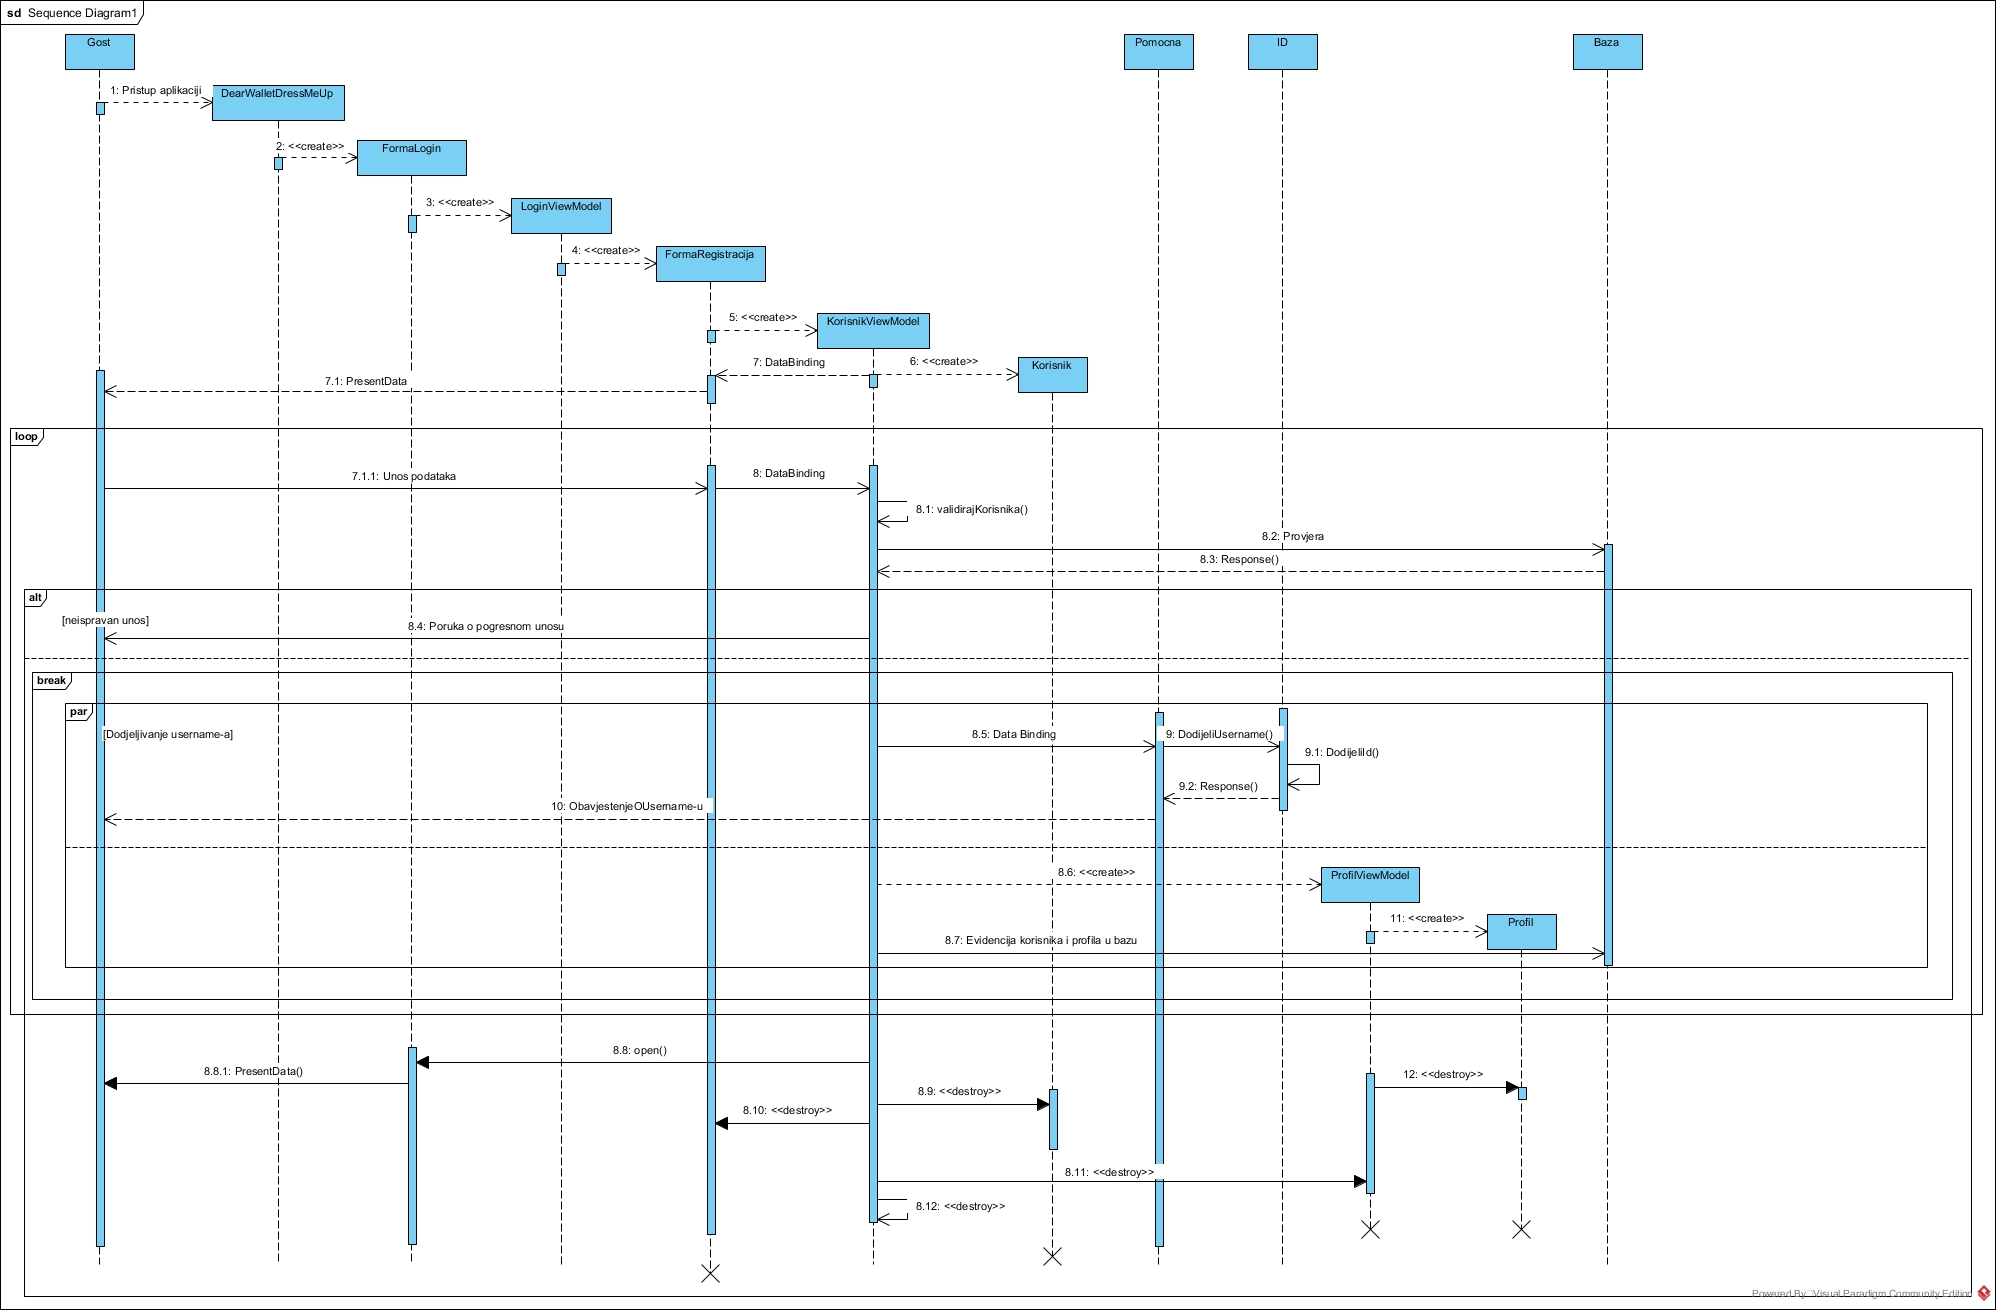 sd Sequence Diagram1
Gost
Pomocna
ID
Baza
1: Pristup aplikaciji
DearWalletDressMeUp
2: <<create>>
FormaLogin
3: <<create>>
LoginViewModel
4: <<create>>
FormaRegistracija
5: <<create>>
KorisnikViewModel
7: DataBinding
6: <<create>>
Korisnik
7.1: PresentData
loop
7.1.1: Unos podataka
8: DataBinding
8.1: validirajKorisnika()
8.2: Provjera
8.3: Response()
alt
[neispravan unos]
8.4: Poruka o pogresnom unosu
break
par
[Dodjeljivanje username-a]
8.5: Data Binding
9: DodijeliUsername()
9.1: DodijeliId()
9.2: Response()
10: ObavjestenjeOUsername-u
8.6: <<create>>
ProfilViewModel
11: <<create>>
Profil
8.7: Evidencija korisnika i profila u bazu
8.8: open()
8.8.1: PresentData()
12: <<destroy>>
8.9: <<destroy>>
8.10: <<destroy>>
8.11: <<destroy>>
8.12: <<destroy>>
Powered By Visual Paradigm Community Edition